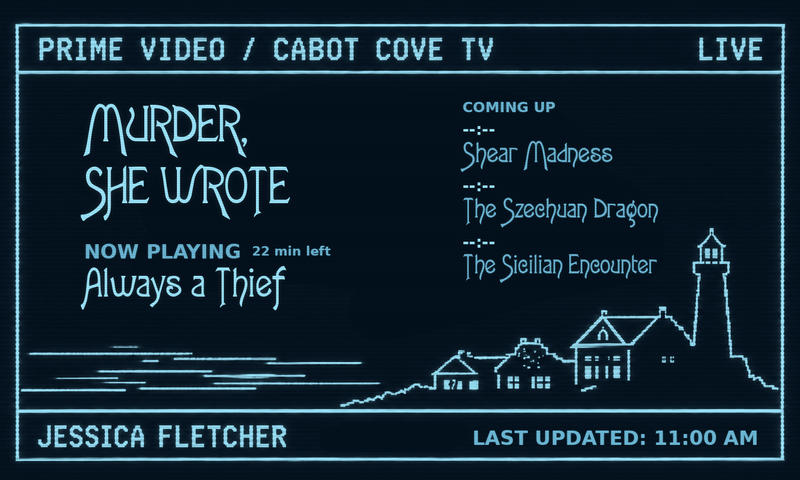 PRIME VIDEO / CABOT COVE TV
LIVE
MURDER,
SHE WROTE
NOW PLAYING 22 min left
Always a Thief
COMING UP
--:--
Shear Madness
--:--
The Szechuan Dragon
--:--
The Sicilian Encounter
JESSICA FLETCHER
LAST UPDATED: 11:00 AM